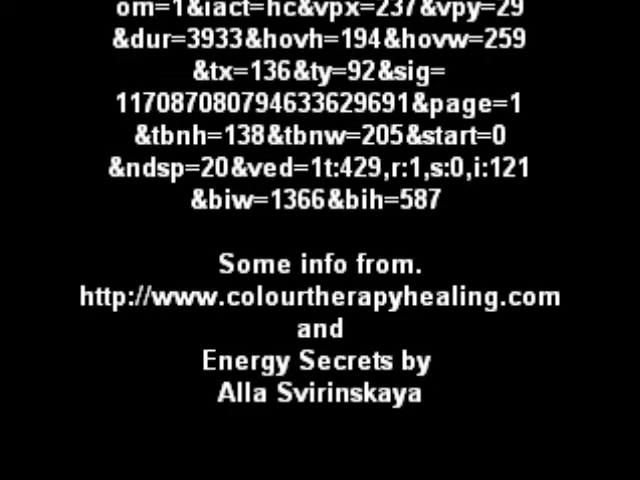 om=1&iact=hc&vpx=237&vpy=29
&dur=3933&hovh=194&hovw=259
&tx=136&ty=92&sig=
117087080794633629691&page=1
&tbnh=138&tbnw=205&start=0
&ndsp=20&ved=1t:429,r:1,s:0,i:121
&biw=1366&bih=587
Some info from.
http://www.colourtherapyhealing.com
and
Energy Secrets by
Alla Svirinskaya